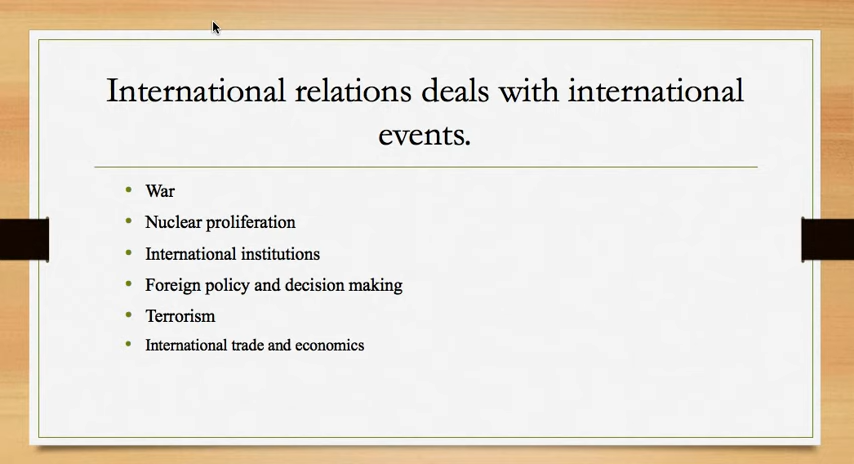 International relations deals with international
events.
• War
• Nuclear proliferation
• International institutions
• Foreign policy and decision making
• Terrorism
• International trade and economics